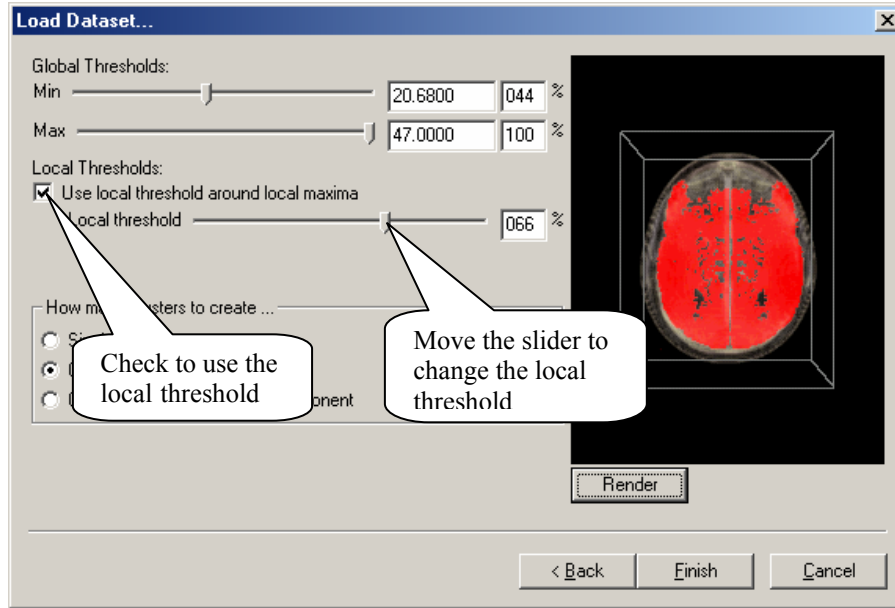 Load Dataset...
Global Thresholds:
Min 20.6800 044 %
Max 47.0000 100 %
Local Thresholds:
Use local threshold around local maxima
Local threshold 066 %
How m sters to create ...
Check to use the
local threshold
Move the slider to
change the local
threshold
onent
Render
< Back Finish Cancel